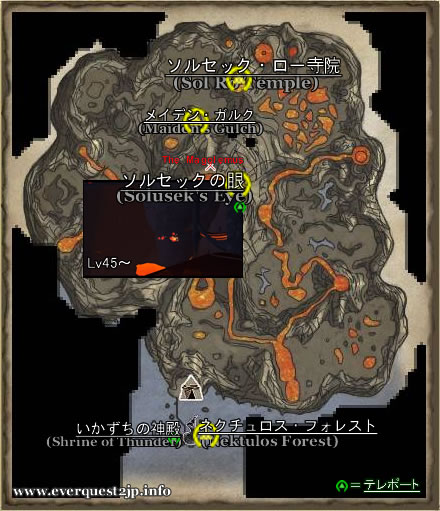 ソルセック・ロー寺院
(Sol Ro Temple)
メイデン・ガルク
(Maiden's Gulch)
ソルセックの眼
(Solusek's Eye)
Lv45～
いかずちの神殿
(Shrine of Thunder)
ネクチュロス・フォレスト
(Nektulos Forest)
www.everquest2jp.info
=テレポート